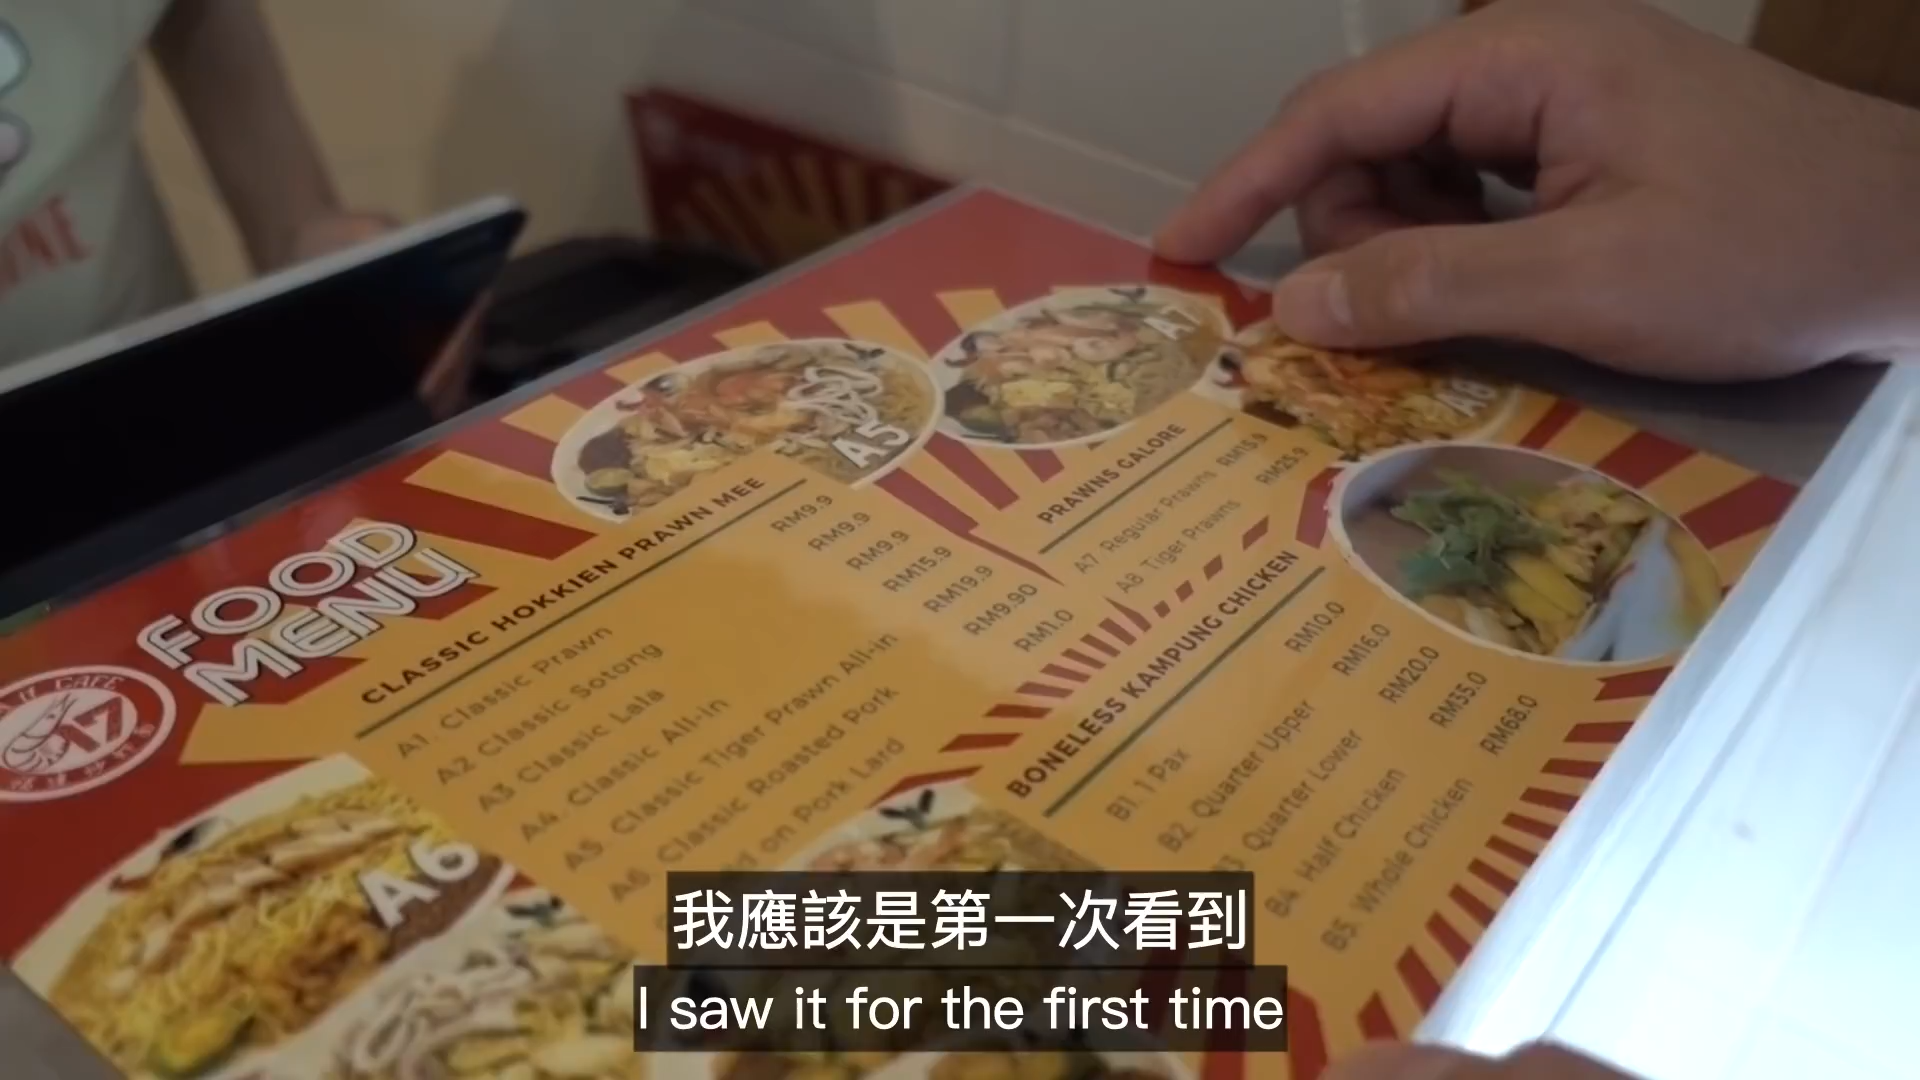 FOOD
MENU
CLASSIC HOKKIEN PRAWN MEE
A1. Classic Prawn RM9.9
A2 Classic Sotong RM9.9
A3 Classic Lala RM9.9
A4. Classic All-in RM15.9
A5. Classic Tiger Prawn All-in RM19.9
A6. Classic Roasted Pork RM9.90
on Pork Lard RM1.0
PRAWNS GALORE
A7. Regular Prawns RM15.9
A8. Tiger Prawns RM25.9
BONELESS KAMPUNG CHICKEN
B1. 1 Pax RM10.0
B2. Quarter Upper RM16.0
Quarter Lower RM20.0
B4. Half Chicken RM35.0
B5. Whole Chicken RM68.0
A5
A7
A8
A6
CAFE
17
我應該是第一次看到
I saw it for the first time